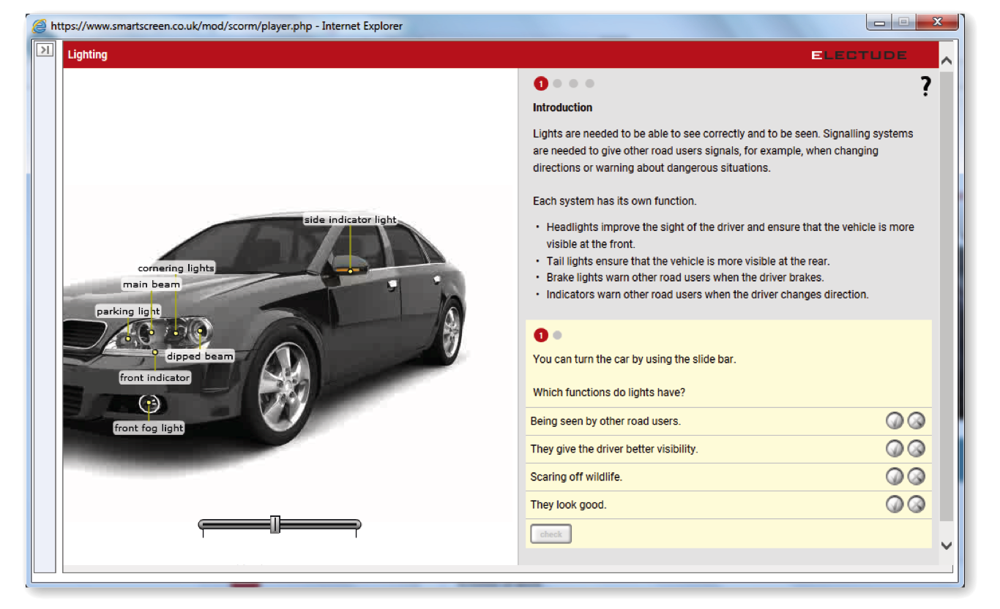 https://www.smartscreen.co.uk/mod/scorm/player.php - Internet Explorer
Lighting
ELECTUDE
side indicator light
cornering lights
main beam
parking light
dipped beam
front indicator
front fog light
1
?
Introduction
Lights are needed to be able to see correctly and to be seen. Signalling systems
are needed to give other road users signals, for example, when changing
directions or warning about dangerous situations.
Each system has its own function.
• Headlights improve the sight of the driver and ensure that the vehicle is more
visible at the front.
• Tail lights ensure that the vehicle is more visible at the rear.
• Brake lights warn other road users when the driver brakes.
• Indicators warn other road users when the driver changes direction.
1
You can turn the car by using the slide bar.
Which functions do lights have?
Being seen by other road users.
They give the driver better visibility.
Scaring off wildlife.
They look good.
check